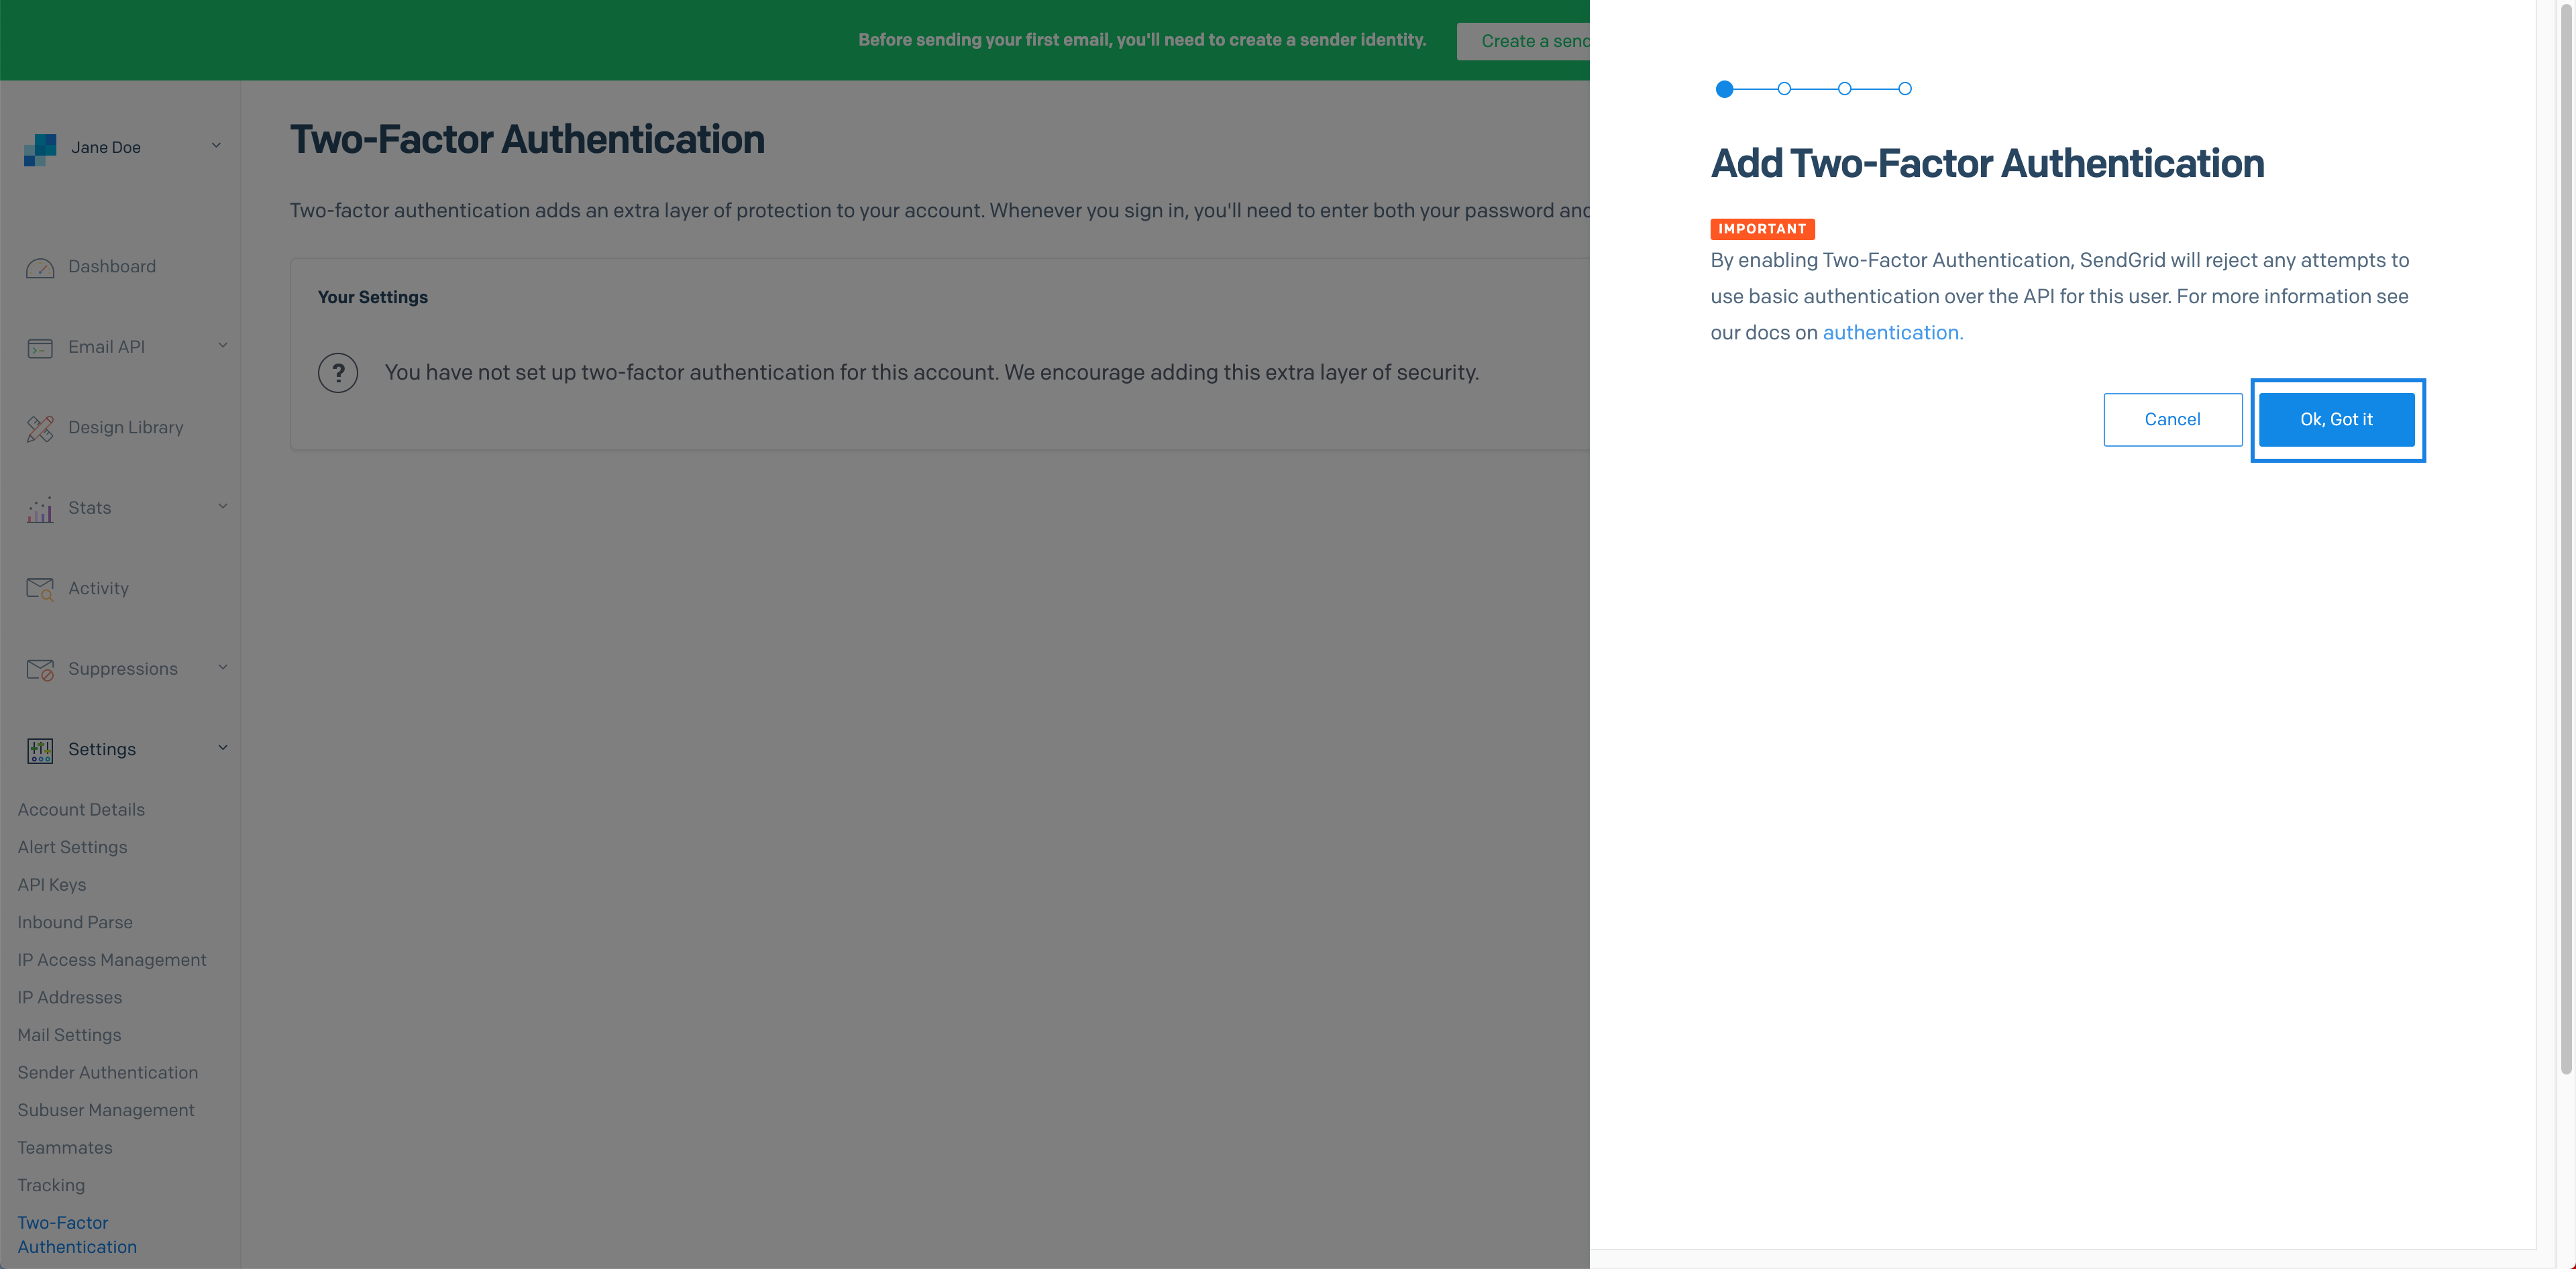 Before sending your first email, you'll need to create a sender identity.
Create a send
Jane Doe
Dashboard
Email API
Design Library
Stats
Activity
Suppressions
Settings
Account Details
Alert Settings
API Keys
Inbound Parse
IP Access Management
IP Addresses
Mail Settings
Sender Authentication
Subuser Management
Teammates
Tracking
Two-Factor
Authentication
Two-Factor Authentication
Two-factor authentication adds an extra layer of protection to your account. Whenever you sign in, you'll need to enter both your password and
Your Settings
? You have not set up two-factor authentication for this account. We encourage adding this extra layer of security.
Add Two-Factor Authentication
IMPORTANT
By enabling Two-Factor Authentication, SendGrid will reject any attempts to
use basic authentication over the API for this user. For more information see
our docs on authentication.
Cancel
Ok, Got it